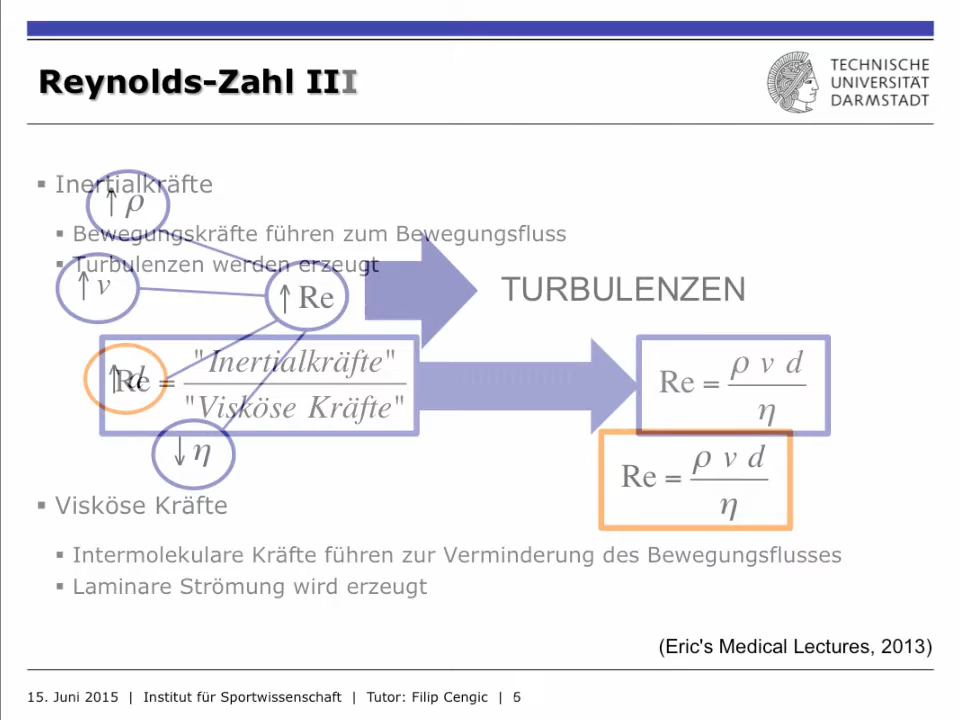 Reynolds-Zahl III
TECHNISCHE
UNIVERSITÄT
DARMSTADT
▪ Inertialkräfte
↑ ρ
▪ Bewegungskräfte führen zum Bewegungsfluss
▪ Turbulenzen werden erzeugt
↑ v
↑ Re
TURBULENZEN
Re = "Inertialkräfte" / "Visköse Kräfte"
↑ d
Re = ρ v d / η
↓ η
Re = ρ v d / η
▪ Visköse Kräfte
▪ Intermolekulare Kräfte führen zur Verminderung des Bewegungsflusses
▪ Laminare Strömung wird erzeugt
(Eric's Medical Lectures, 2013)
15. Juni 2015 | Institut für Sportwissenschaft | Tutor: Filip Cengic | 6